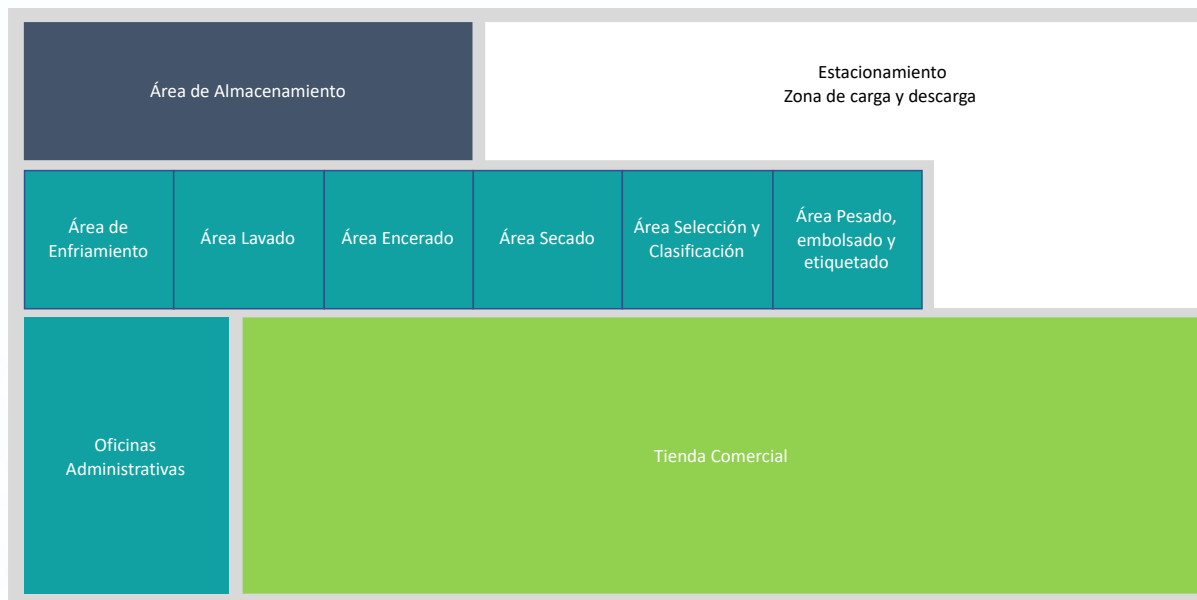 Área de Almacenamiento
Estacionamiento
Zona de carga y descarga
Área de
Enfriamiento
Área Lavado
Área Encerado
Área Secado
Área Selección y
Clasificación
Área Pesado,
embolsado y
etiquetado
Oficinas
Administrativas
Tienda Comercial